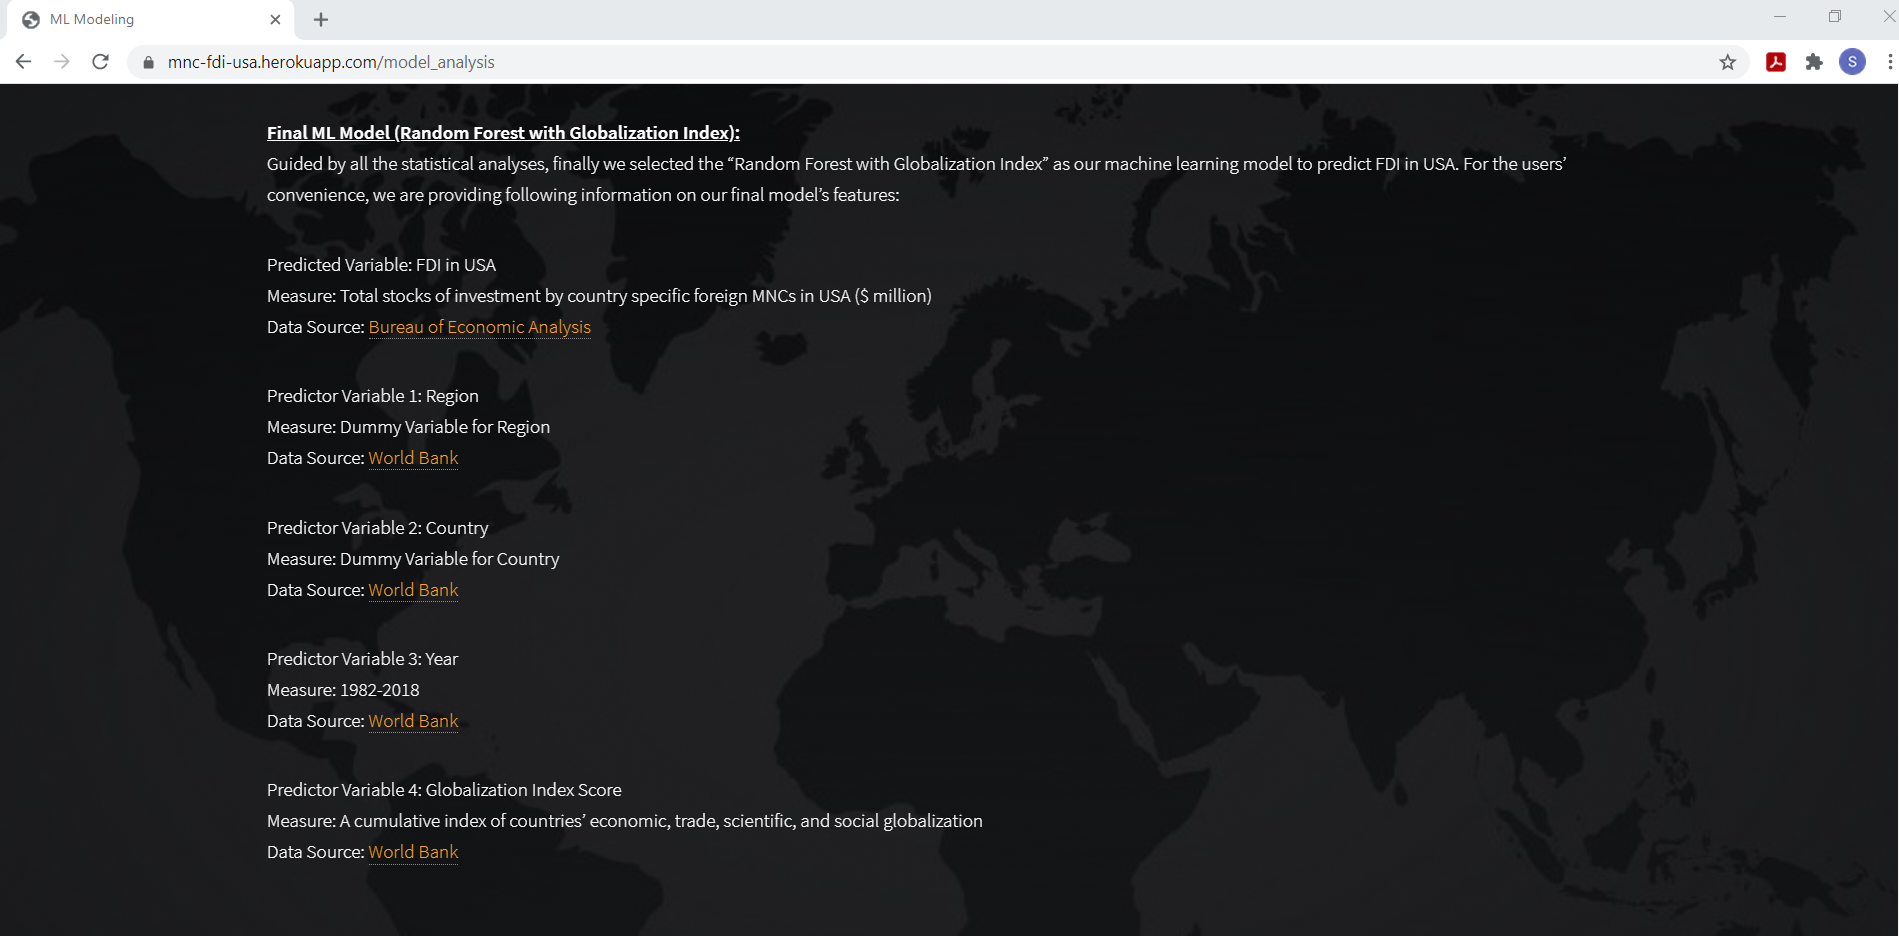 ML Modeling
mnc-fdi-usa.herokuapp.com/model_analysis
S
Final ML Model (Random Forest with Globalization Index):
Guided by all the statistical analyses, finally we selected the “Random Forest with Globalization Index” as our machine learning model to predict FDI in USA. For the users’
convenience, we are providing following information on our final model’s features:
Predicted Variable: FDI in USA
Measure: Total stocks of investment by country specific foreign MNCs in USA ($ million)
Data Source: Bureau of Economic Analysis
Predictor Variable 1: Region
Measure: Dummy Variable for Region
Data Source: World Bank
Predictor Variable 2: Country
Measure: Dummy Variable for Country
Data Source: World Bank
Predictor Variable 3: Year
Measure: 1982-2018
Data Source: World Bank
Predictor Variable 4: Globalization Index Score
Measure: A cumulative index of countries’ economic, trade, scientific, and social globalization
Data Source: World Bank